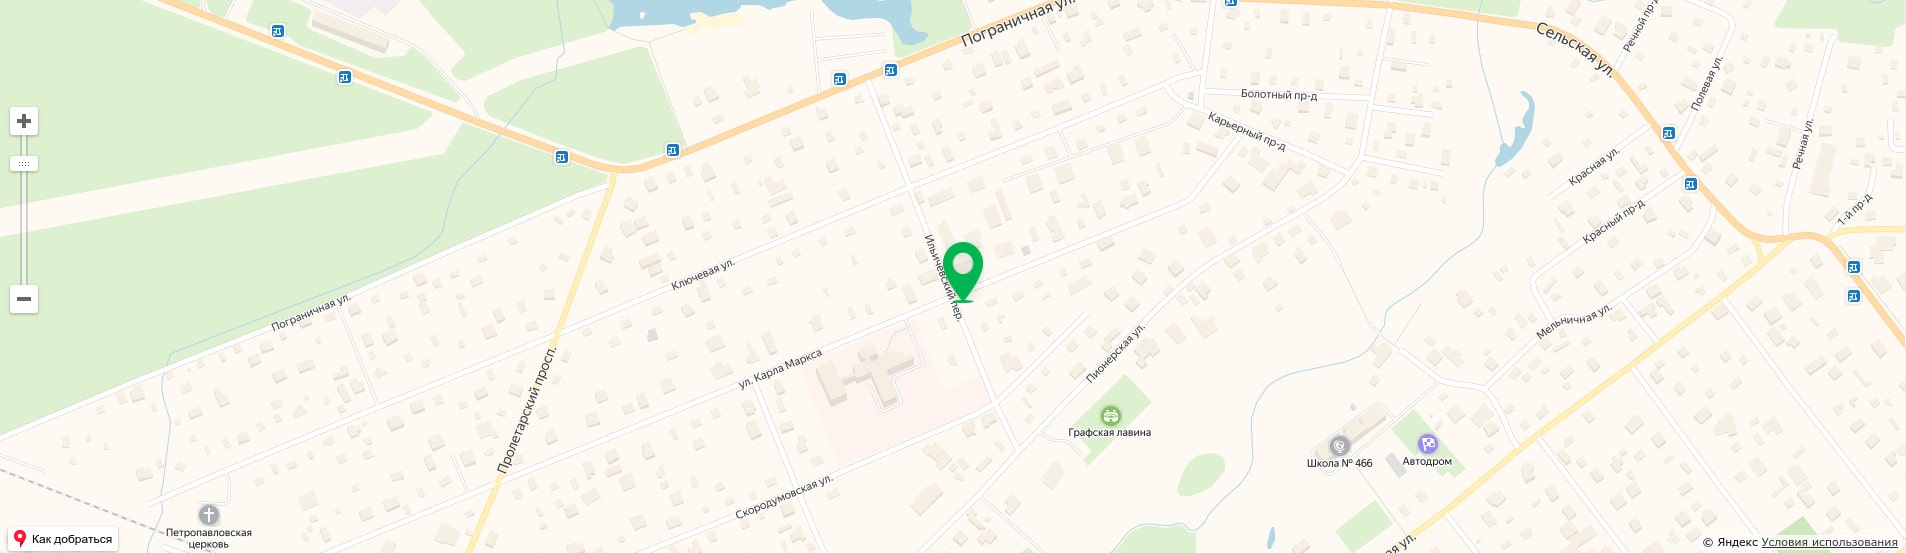 Пограничная ул.
Сельская ул.
Речной пр-д
Полевая ул.
Болотный пр-д
Карьерный пр-д
Речная ул.
Красная ул.
1-й пр-д
Красный пр-д
Ильичевский пер.
Ключевая ул.
Пограничная ул.
Мельничная ул.
Пионерская ул.
ул. Карла Маркса
Пролетарский просп.
Графская лавина
Школа № 466
Автодром
Скородумовская ул.
Петропавловская
церковь
Как добраться
ая ул.
© Яндекс Условия использования